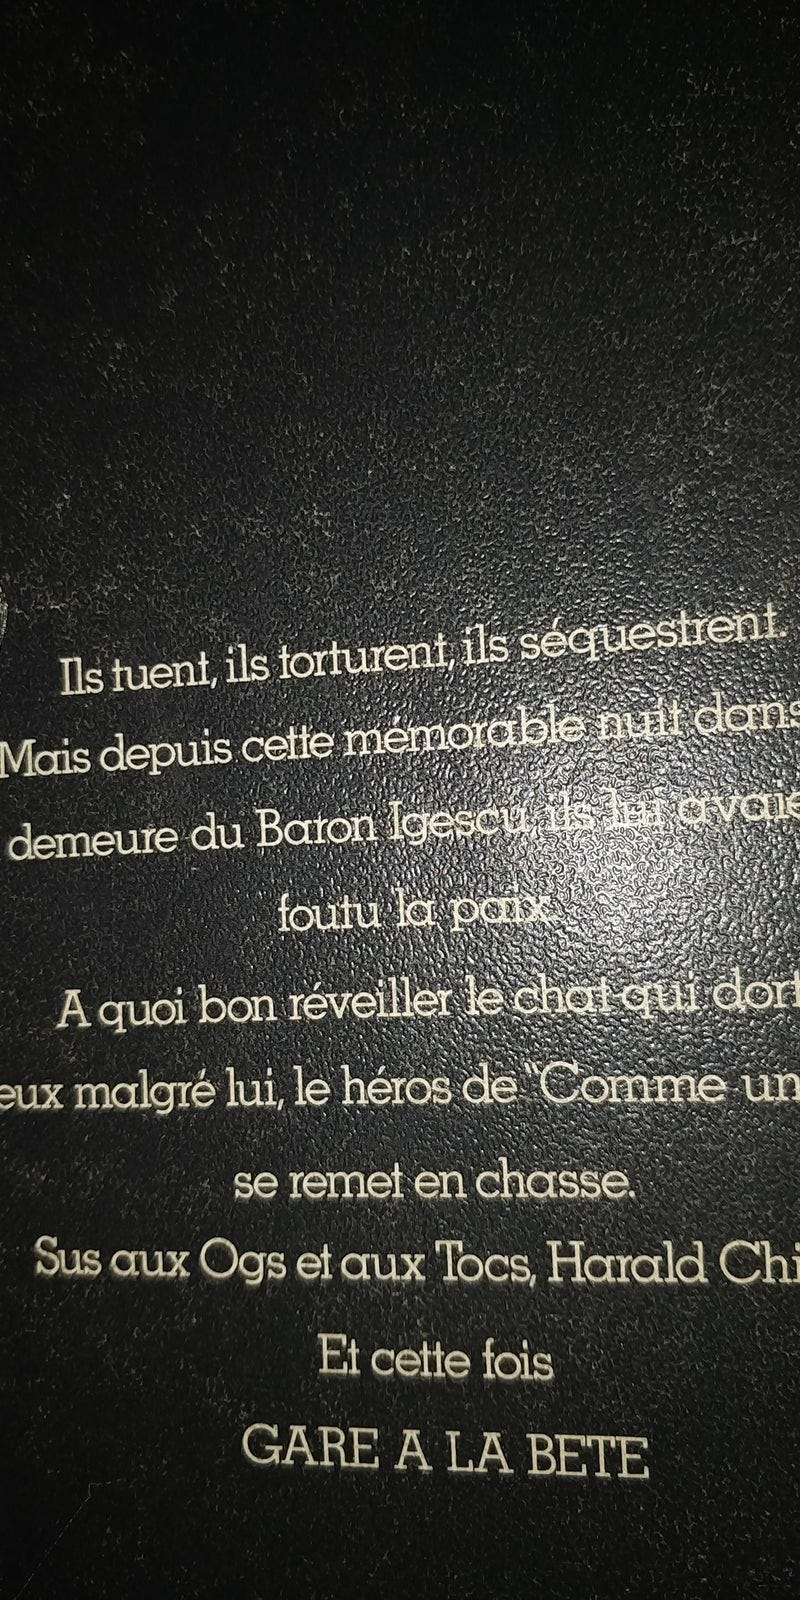 Ils tuent, ils torturent, ils séquestrent.
Mais depuis cette mémorable nuit dans
demeure du Baron Igescu, ils lui avaie
foutu la paix.
A quoi bon réveiller le chat qui dort
eux malgré lui, le héros de "Comme un
se remet en chasse.
Sus aux Ogs et aux Tocs, Harald Chi
Et cette fois
GARE A LA BETE